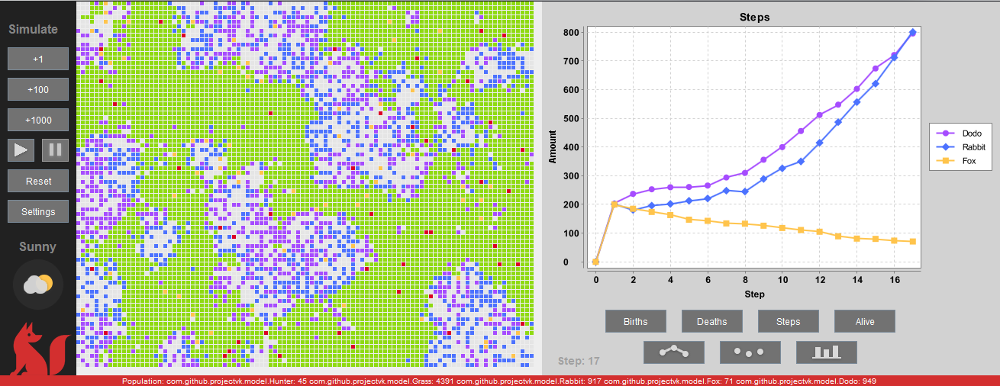 Simulate
+1
+100
+1000
Reset
Settings
Sunny
Steps
Amount
800
700
600
500
400
300
200
100
0
0 2 4 6 8 10 12 14 16
Step
Dodo
Rabbit
Fox
Births Deaths Steps Alive
Step: 17
Population: com.github.projectvk.model.Hunter: 45 com.github.projectvk.model.Grass: 4391 com.github.projectvk.model.Rabbit: 917 com.github.projectvk.model.Fox: 71 com.github.projectvk.model.Dodo: 949